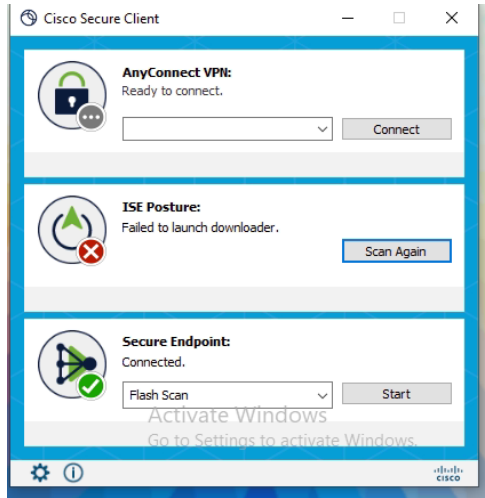 Cisco Secure Client
AnyConnect VPN:
Ready to connect.
Connect
ISE Posture:
Failed to launch downloader.
Scan Again
Secure Endpoint:
Connected.
Flash Scan
Start
Activate Windows
Go to Settings to activate Windows.
cisco